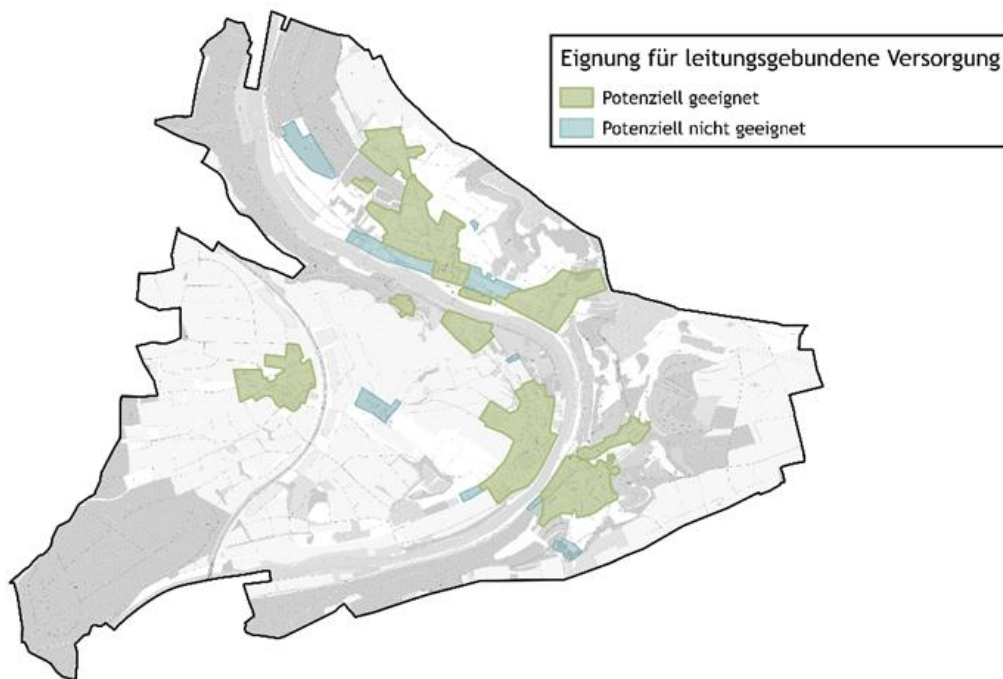 Eignung für leitungsgebundene Versorgung
Potenziell geeignet
Potenziell nicht geeignet